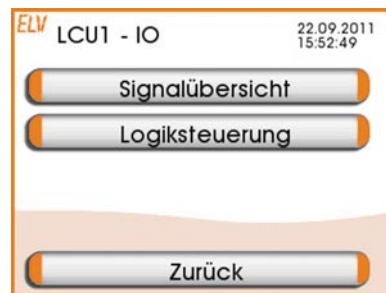 ELV LCU1 - IO 22.09.2011
15:52:49
Signalübersicht
Logiksteuerung
Zurück